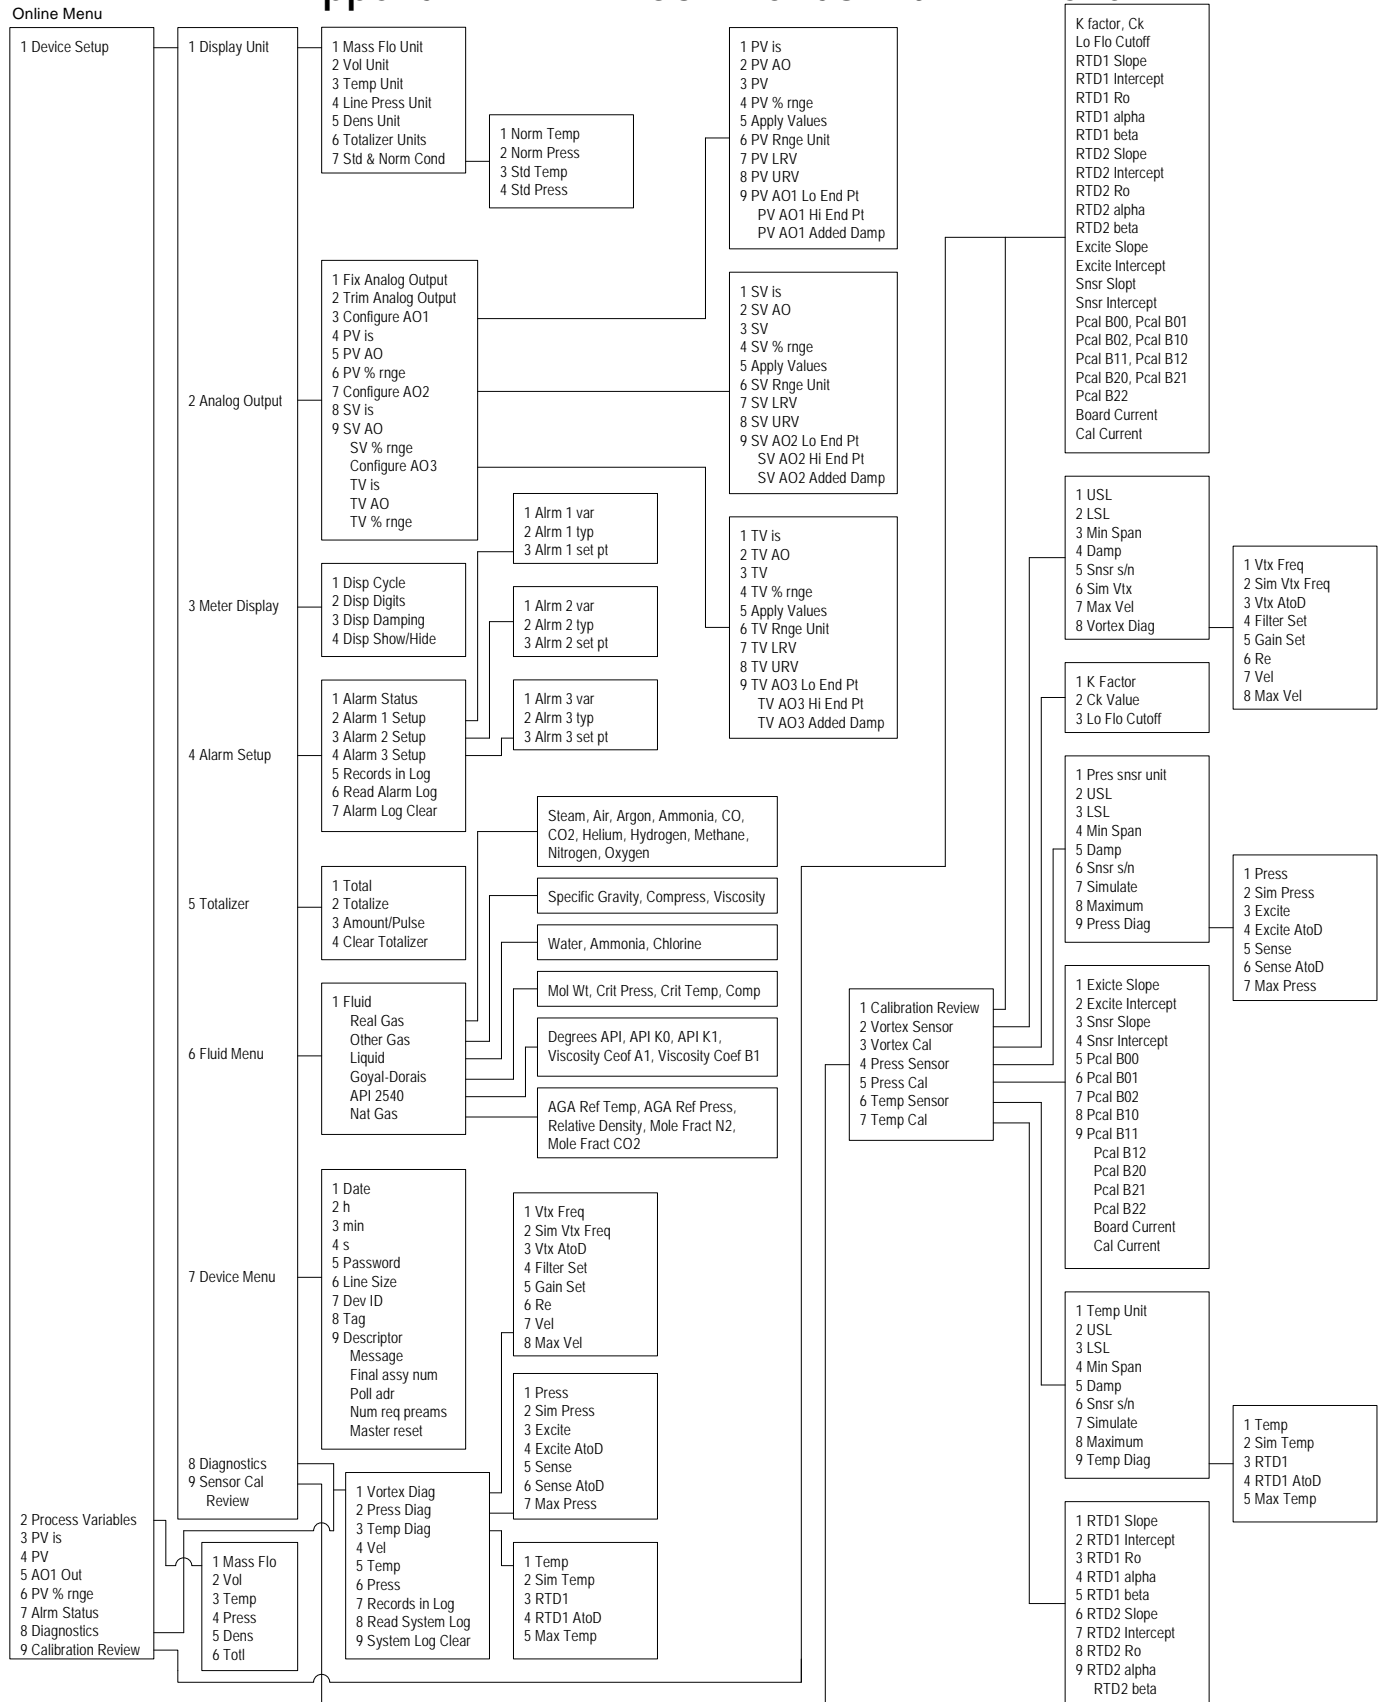 Online Menu
1 Device Setup
2 Process Variables
3 PV is
4 PV
5 AO1 Out
6 PV % rnge
7 Alrm Status
8 Diagnostics
9 Calibration Review
1 Display Unit
2 Analog Output
3 Meter Display
4 Alarm Setup
5 Totalizer
6 Fluid Menu
7 Device Menu
8 Diagnostics
9 Sensor Cal
Review
1 Mass Flo Unit
2 Vol Unit
3 Temp Unit
4 Line Press Unit
5 Dens Unit
6 Totalizer Units
7 Std & Norm Cond
1 Norm Temp
2 Norm Press
3 Std Temp
4 Std Press
1 Fix Analog Output
2 Trim Analog Output
3 Configure AO1
4 PV is
5 PV AO
6 PV % rnge
7 Configure AO2
8 SV is
9 SV AO
SV % rnge
Configure AO3
TV is
TV AO
TV % rnge
1 PV is
2 PV AO
3 PV
4 PV % rnge
5 Apply Values
6 PV Rnge Unit
7 PV LRV
8 PV URV
9 PV AO1 Lo End Pt
PV AO1 Hi End Pt
PV AO1 Added Damp
1 SV is
2 SV AO
3 SV
4 SV % rnge
5 Apply Values
6 SV Rnge Unit
7 SV LRV
8 SV URV
9 SV AO2 Lo End Pt
SV AO2 Hi End Pt
SV AO2 Added Damp
1 TV is
2 TV AO
3 TV
4 TV % rnge
5 Apply Values
6 TV Rnge Unit
7 TV LRV
8 TV URV
9 TV AO3 Lo End Pt
TV AO3 Hi End Pt
TV AO3 Added Damp
1 Disp Cycle
2 Disp Digits
3 Disp Damping
4 Disp Show/Hide
1 Alarm Status
2 Alarm 1 Setup
3 Alarm 2 Setup
4 Alarm 3 Setup
5 Records in Log
6 Read Alarm Log
7 Alarm Log Clear
1 Alrm 1 var
2 Alrm 1 typ
3 Alrm 1 set pt
1 Alrm 2 var
2 Alrm 2 typ
3 Alrm 2 set pt
1 Alrm 3 var
2 Alrm 3 typ
3 Alrm 3 set pt
1 Total
2 Totalize
3 Amount/Pulse
4 Clear Totalizer
1 Fluid
Real Gas
Other Gas
Liquid
Goyal-Dorais
API 2540
Nat Gas
Steam, Air, Argon, Ammonia, CO,
CO2, Helium, Hydrogen, Methane,
Nitrogen, Oxygen
Specific Gravity, Compress, Viscosity
Water, Ammonia, Chlorine
Mol Wt, Crit Press, Crit Temp, Comp
Degrees API, API K0, API K1,
Viscosity Ceof A1, Viscosity Coef B1
AGA Ref Temp, AGA Ref Press,
Relative Density, Mole Fract N2,
Mole Fract CO2
1 Date
2 h
3 min
4 s
5 Password
6 Line Size
7 Dev ID
8 Tag
9 Descriptor
Message
Final assy num
Poll adr
Num req preams
Master reset
1 Mass Flo
2 Vol
3 Temp
4 Press
5 Dens
6 Totl
1 Vortex Diag
2 Press Diag
3 Temp Diag
4 Vel
5 Temp
6 Press
7 Records in Log
8 Read System Log
9 System Log Clear
1 Vtx Freq
2 Sim Vtx Freq
3 Vtx AtoD
4 Filter Set
5 Gain Set
6 Re
7 Vel
8 Max Vel
1 Press
2 Sim Press
3 Excite
4 Excite AtoD
5 Sense
6 Sense AtoD
7 Max Press
1 Temp
2 Sim Temp
3 RTD1
4 RTD1 AtoD
5 Max Temp
1 Calibration Review
2 Vortex Sensor
3 Vortex Cal
4 Press Sensor
5 Press Cal
6 Temp Sensor
7 Temp Cal
K factor, Ck
Lo Flo Cutoff
RTD1 Slope
RTD1 Intercept
RTD1 Ro
RTD1 alpha
RTD1 beta
RTD2 Slope
RTD2 Intercept
RTD2 Ro
RTD2 alpha
RTD2 beta
Excite Slope
Excite Intercept
Snsr Slopt
Snsr Intercept
Pcal B00, Pcal B01
Pcal B02, Pcal B10
Pcal B11, Pcal B12
Pcal B20, Pcal B21
Pcal B22
Board Current
Cal Current
1 USL
2 LSL
3 Min Span
4 Damp
5 Snsr s/n
6 Sim Vtx
7 Max Vel
8 Vortex Diag
1 Vtx Freq
2 Sim Vtx Freq
3 Vtx AtoD
4 Filter Set
5 Gain Set
6 Re
7 Vel
8 Max Vel
1 K Factor
2 Ck Value
3 Lo Flo Cutoff
1 Pres snsr unit
2 USL
3 LSL
4 Min Span
5 Damp
6 Snsr s/n
7 Simulate
8 Maximum
9 Press Diag
1 Press
2 Sim Press
3 Excite
4 Excite AtoD
5 Sense
6 Sense AtoD
7 Max Press
1 Exicte Slope
2 Excite Intercept
3 Snsr Slope
4 Snsr Intercept
5 Pcal B00
6 Pcal B01
7 Pcal B02
8 Pcal B10
9 Pcal B11
Pcal B12
Pcal B20
Pcal B21
Pcal B22
Board Current
Cal Current
1 Temp Unit
2 USL
3 LSL
4 Min Span
5 Damp
6 Snsr s/n
7 Simulate
8 Maximum
9 Temp Diag
1 Temp
2 Sim Temp
3 RTD1
4 RTD1 AtoD
5 Max Temp
1 RTD1 Slope
2 RTD1 Intercept
3 RTD1 Ro
4 RTD1 alpha
5 RTD1 beta
6 RTD2 Slope
7 RTD2 Intercept
8 RTD2 Ro
9 RTD2 alpha
RTD2 beta